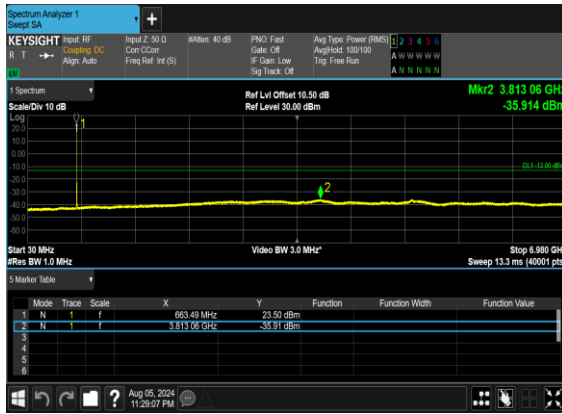 Spectrum Analyzer 1
Swept SA
+
KEYSIGHT
R T
Input: RF
Coupling: DC
Align: Auto
Input Z: 50 Ω
Corr CCorr
Freq Ref: Int (S)
#Atten: 40 dB
PNO: Fast
Gate: Off
IF Gain: Low
Sig Track: Off
Avg Type: Power (RMS)
Avg|Hold: 100/100
Trig: Free Run
1 2 3 4 5 6
A W W W W W
A N N N N N
1 Spectrum
Scale/Div 10 dB
Ref Lvl Offset 10.50 dB
Ref Level 30.00 dBm
Mkr2 3.813 06 GHz
-35.914 dBm
Log
20.0
10.0
0.00
-10.0
-20.0
-30.0
-40.0
-50.0
-60.0
1
2
DL1 -13.00 dBm
Start 30 MHz
#Res BW 1.0 MHz
Video BW 3.0 MHz*
Stop 6.980 GHz
Sweep 13.3 ms (40001 pts)
5 Marker Table
Mode Trace Scale X Y Function Function Width Function Value
1 N 1 f 663.49 MHz 23.50 dBm
2 N 1 f 3.813 06 GHz -35.91 dBm
3
4
5
6
?
Aug 05, 2024
11:29:07 PM